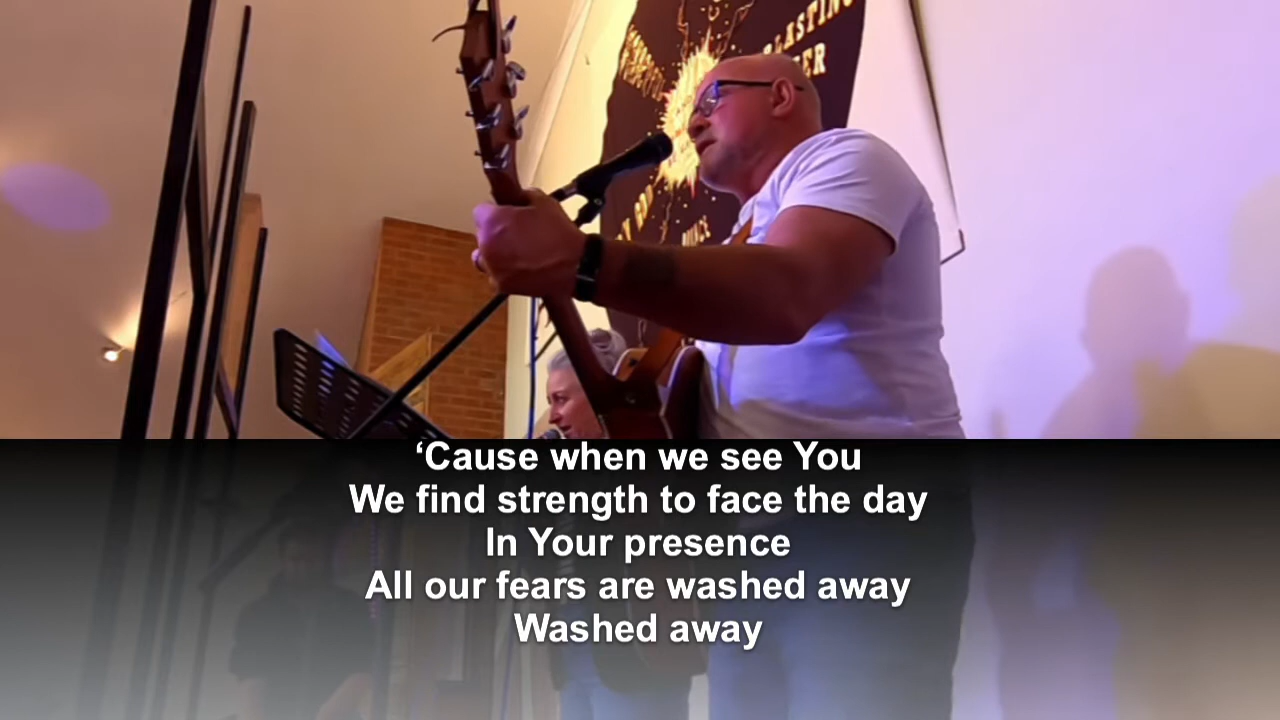 LASTING
‘Cause when we see You
We find strength to face the day
In Your presence
All our fears are washed away
Washed away